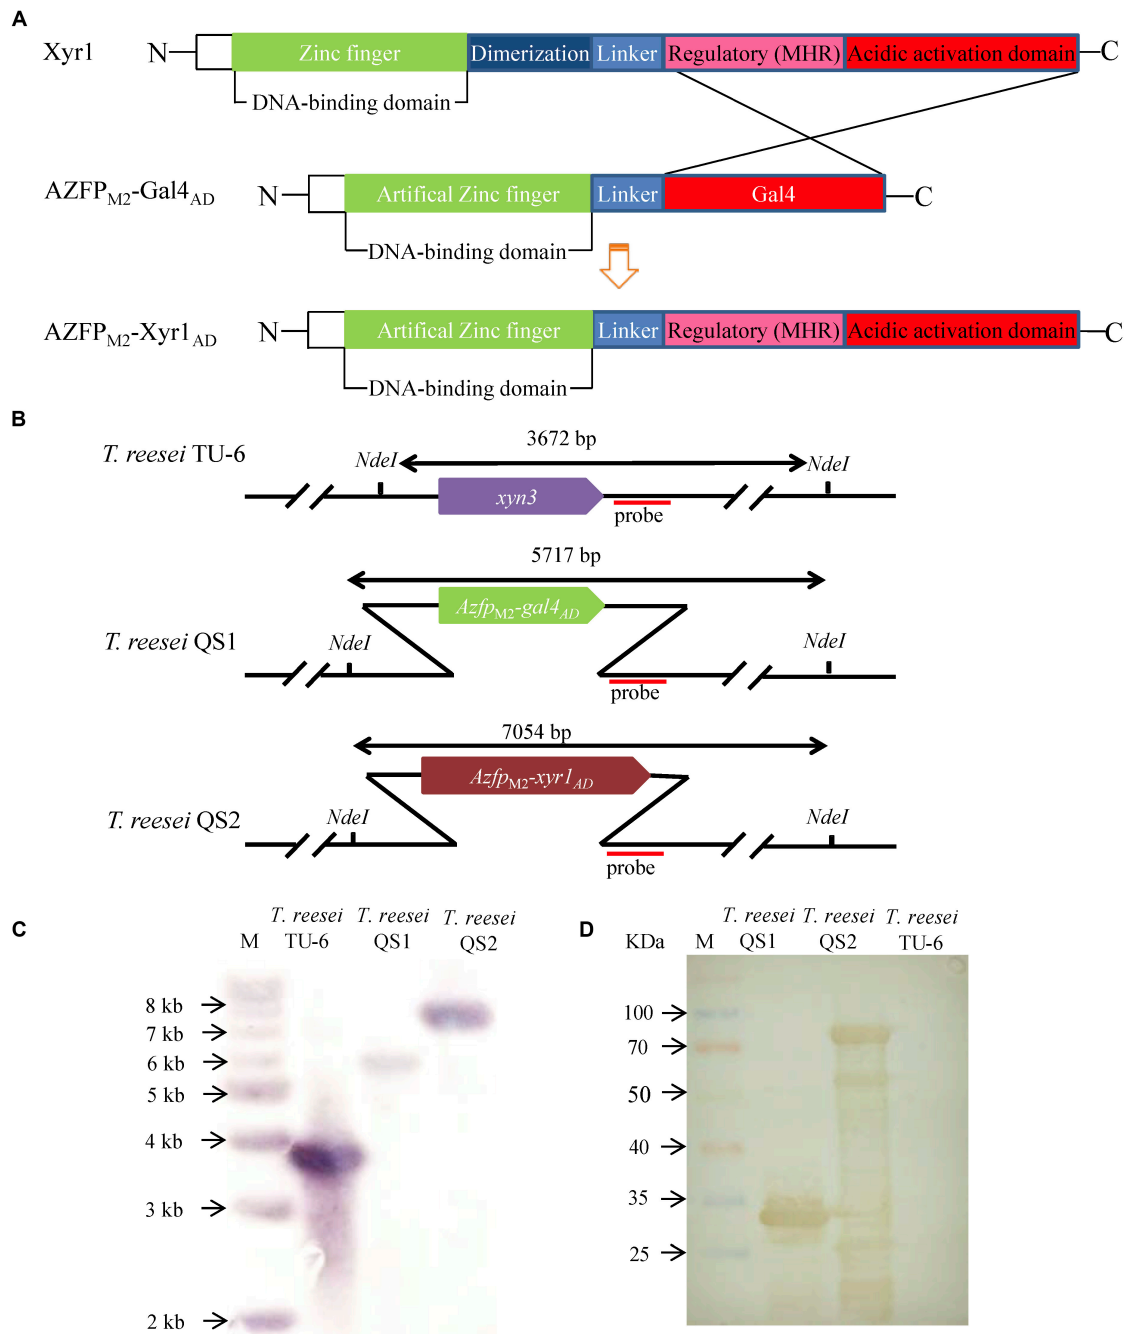 A
Xyr1 N Zinc finger Dimerization Linker Regulatory (MHR) Acidic activation domain C
DNA-binding domain
AZFPM2-Gal4AD N Artifical Zinc finger Linker Gal4 C
DNA-binding domain
AZFPM2-Xyr1AD N Artifical Zinc finger Linker Regulatory (MHR) Acidic activation domain C
DNA-binding domain
B
3672 bp
T. reesei TU-6 NdeI NdeI
xyn3
probe
5717 bp
AzfpM2-gal4AD
T. reesei QS1 NdeI NdeI
probe
7054 bp
AzfpM2-xyr1AD
T. reesei QS2 NdeI NdeI
probe
C
T. reesei T. reesei T. reesei
M TU-6 QS1 QS2
8 kb
7 kb
6 kb
5 kb
4 kb
3 kb
2 kb
D
T. reesei T. reesei T. reesei
KDa M QS1 QS2 TU-6
100
70
50
40
35
25